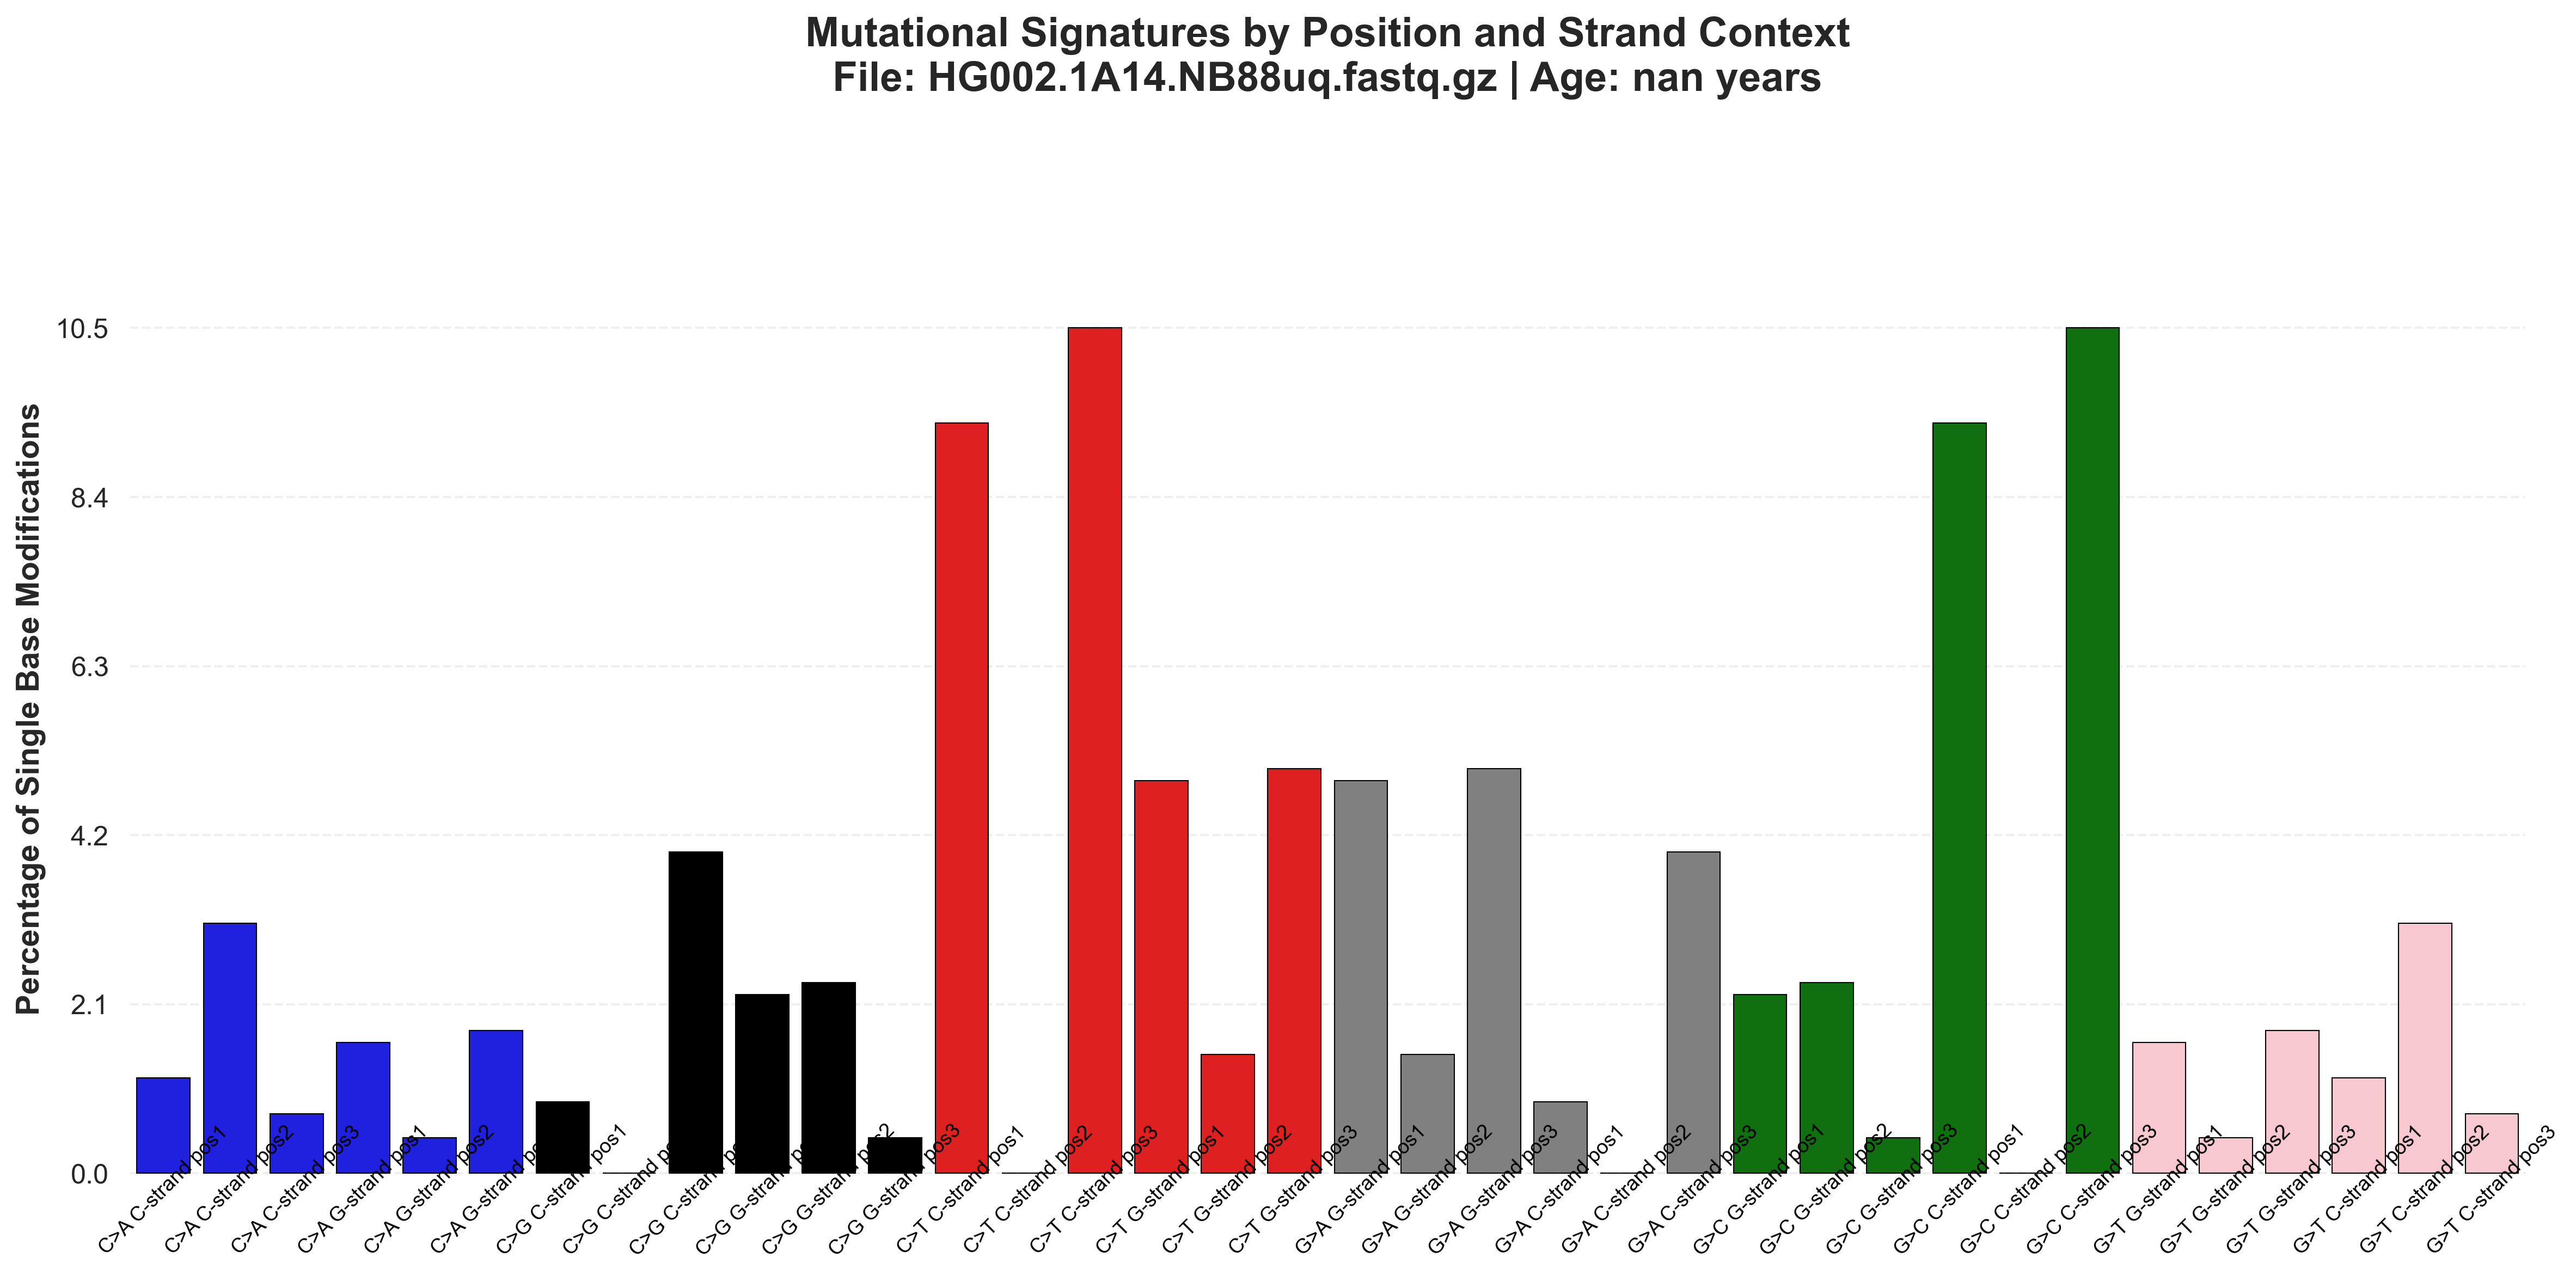 Mutational Signatures by Position and Strand Context
File: HG002.1A14.NB88uq.fastq.gz | Age: nan years
Percentage of Single Base Modifications
10.5
8.4
6.3
4.2
2.1
0.0
C>A C-strand pos1
C>A C-strand pos2
C>A C-strand pos3
C>A G-strand pos1
C>A G-strand pos2
C>A G-strand
C>G C-strand pos1
C>G C-strand
C>G C-strand
C>G G-strand
C>G G-strand pos2
C>G G-strand pos3
C>T C-strand pos1
C>T C-strand pos2
C>T C-strand pos3
C>T G-strand pos1
C>T G-strand pos2
C>T G-strand pos3
G>A G-strand pos1
G>A G-strand pos2
G>A G-strand pos3
G>A C-strand pos1
G>A C-strand pos2
G>A C-strand pos3
G>C G-strand pos1
G>C G-strand pos2
G>C G-strand pos3
G>C C-strand pos1
G>C C-strand pos2
G>C C-strand pos3
G>T G-strand pos1
G>T G-strand pos2
G>T G-strand pos3
G>T C-strand pos1
G>T C-strand pos2
G>T C-strand pos3